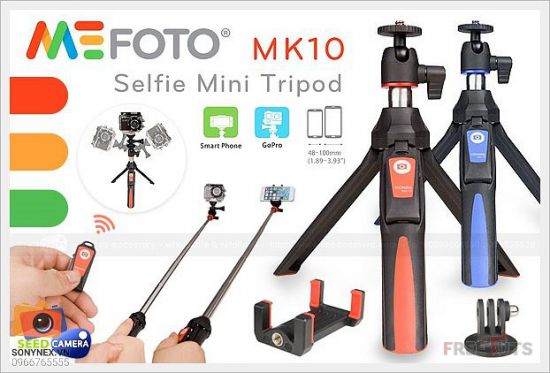 MEFOTO®
MK10
Selfie Mini Tripod
Smart Phone
GoPro
48~100mm
(1.89~3.93")
SEED CAMERA
SONYNEX.VN
0966765555